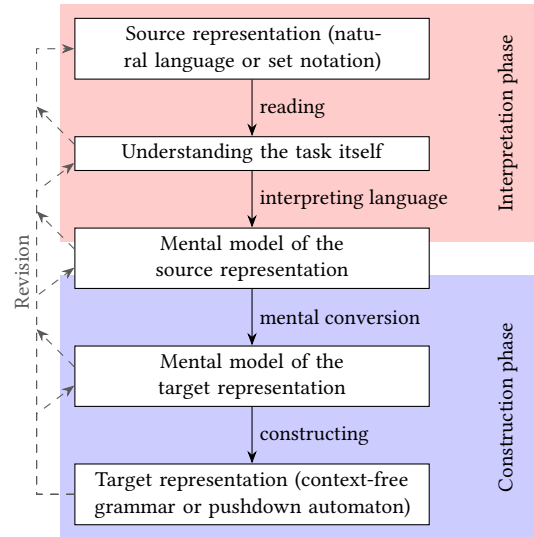 Source representation (natu-
ral language or set notation)
reading
Understanding the task itself
interpreting language
Interpretation phase
Mental model of the
source representation
Revision
mental conversion
Mental model of the
target representation
constructing
Construction phase
Target representation (context-free
grammar or pushdown automaton)